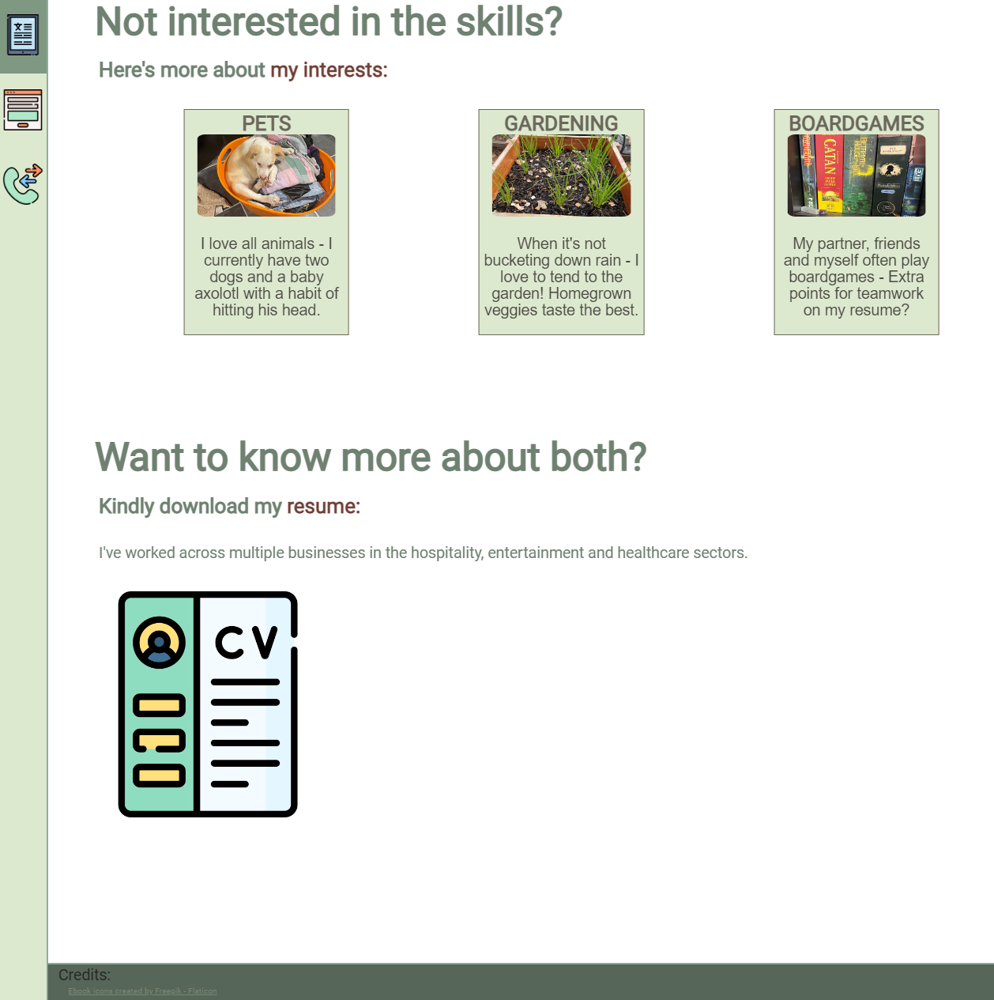 Not interested in the skills?
Here's more about my interests:
PETS
I love all animals - I
currently have two
dogs and a baby
axolotl with a habit of
hitting his head.
GARDENING
When it's not
bucketing down rain - I
love to tend to the
garden! Homegrown
veggies taste the best.
BOARDGAMES
CATAN
EXIT
My partner, friends
and myself often play
boardgames - Extra
points for teamwork
on my resume?
Want to know more about both?
Kindly download my resume:
I've worked across multiple businesses in the hospitality, entertainment and healthcare sectors.
CV
Credits:
Ebook icons created by Freepik - Flaticon